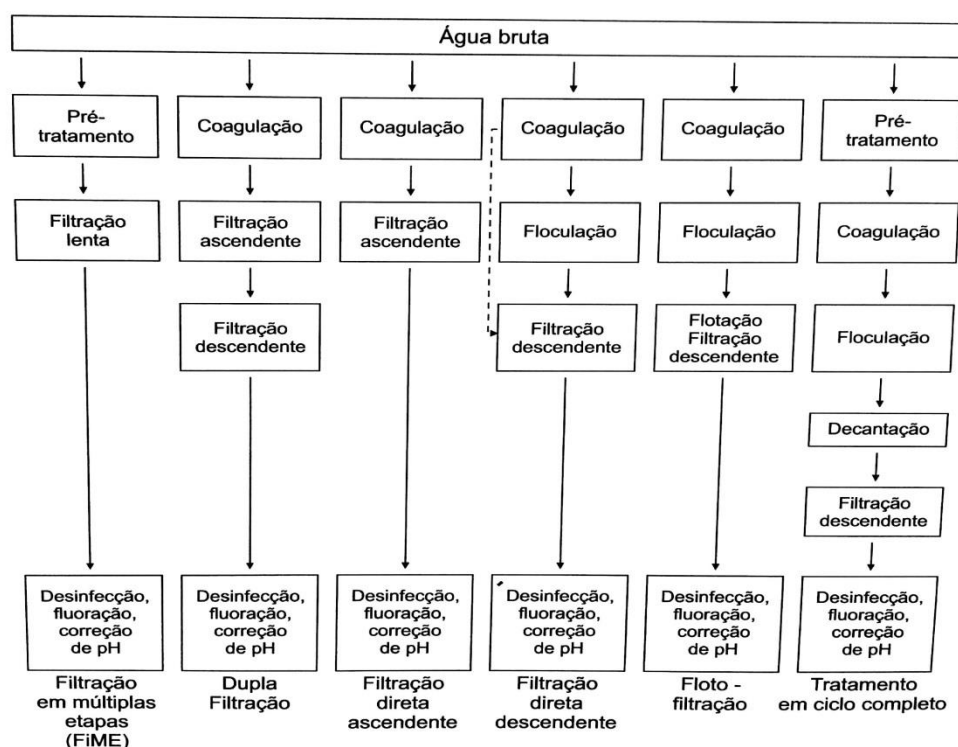 Água bruta
Pré-
tratamento
Coagulação
Coagulação
Coagulação
Coagulação
Pré-
tratamento
Filtração
lenta
Filtração
ascendente
Filtração
ascendente
Floculação
Floculação
Coagulação
Filtração
descendente
Filtração
descendente
Flotação
Filtração
descendente
Floculação
Decantação
Filtração
descendente
Desinfecção,
fluoração,
correção
de pH
Desinfecção,
fluoração,
correção
de pH
Desinfecção,
fluoração,
correção
de pH
Desinfecção,
fluoração,
correção
de pH
Desinfecção,
fluoração,
correção
de pH
Desinfecção,
fluoração,
correção
de pH
Filtração
em múltiplas
etapas
(FiME)
Dupla
Filtração
Filtração
direta
ascendente
Filtração
direta
descendente
Floto -
filtração
Tratamento
em ciclo completo